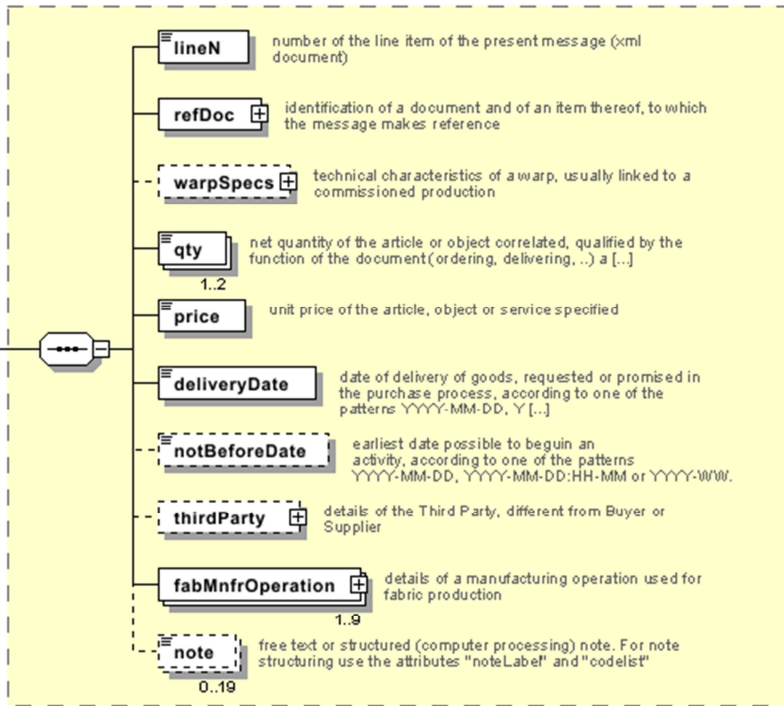 lineN
number of the line item of the present message (xml
document)
refDoc
identification of a document and of an item thereof, to which
the message makes reference
warpSpecs
technical characteristics of a warp, usually linked to a
commissioned production
qty
net quantity of the article or object correlated, qualified by the
function of the document(ordering, delivering, ..) a [...]
1..2
price
unit price of the article, object or service specified
deliveryDate
date of delivery of goods, requested or promised in
the purchase process, according to one of the
patterns YYYY-MM-DD, Y [...]
notBeforeDate
earliest date possible to beguin an
activity, according to one of the patterns
YYYY-MM-DD, YYYY-MM-DD:HH-MM or YYYY-WW.
thirdParty
details of the Third Party, different from Buyer or
Supplier
fabMnfrOperation
details of a manufacturing operation used for
fabric production
1..9
note
free text or structured (computer processing) note. For note
structuring use the attributes "noteLabel" and "codelist"
0..19